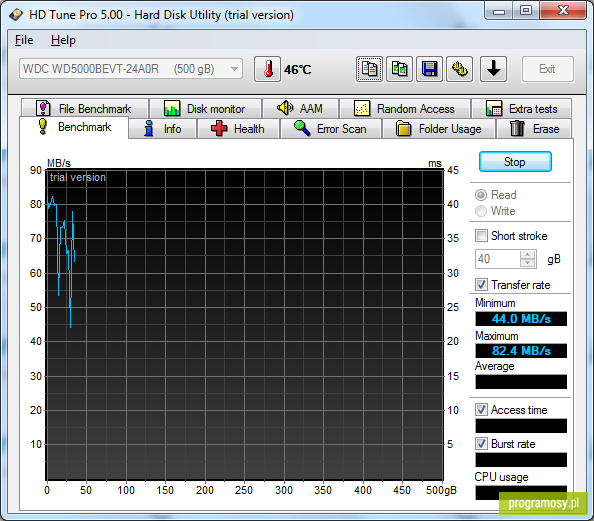 HD Tune Pro 5.00 - Hard Disk Utility (trial version)
File Help
WDC WD5000BEVT-24A0R (500 gB) 46℃ Exit
File Benchmark Disk monitor AAM Random Access Extra tests
Benchmark Info Health Error Scan Folder Usage Erase
MB/s ms
trial version
90 45
80 40
70 35
60 30
50 25
40 20
30 15
20 10
10 5
0 50 100 150 200 250 300 350 400 450 500gB
Stop
Read
Write
Short stroke
40 gB
Transfer rate
Minimum
44.0 MB/s
Maximum
82.4 MB/s
Average
Access time
Burst rate
CPU usage
programosy.pl